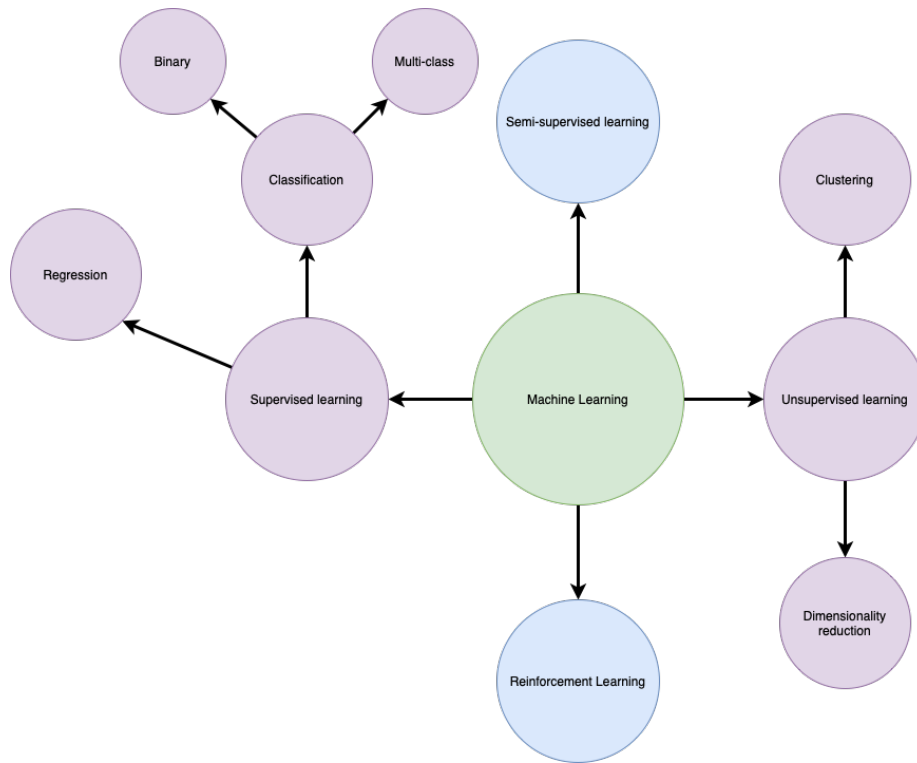 Binary
Multi-class
Semi-supervised learning
Classification
Clustering
Regression
Supervised learning
Machine Learning
Unsupervised learning
Dimensionality
reduction
Reinforcement Learning